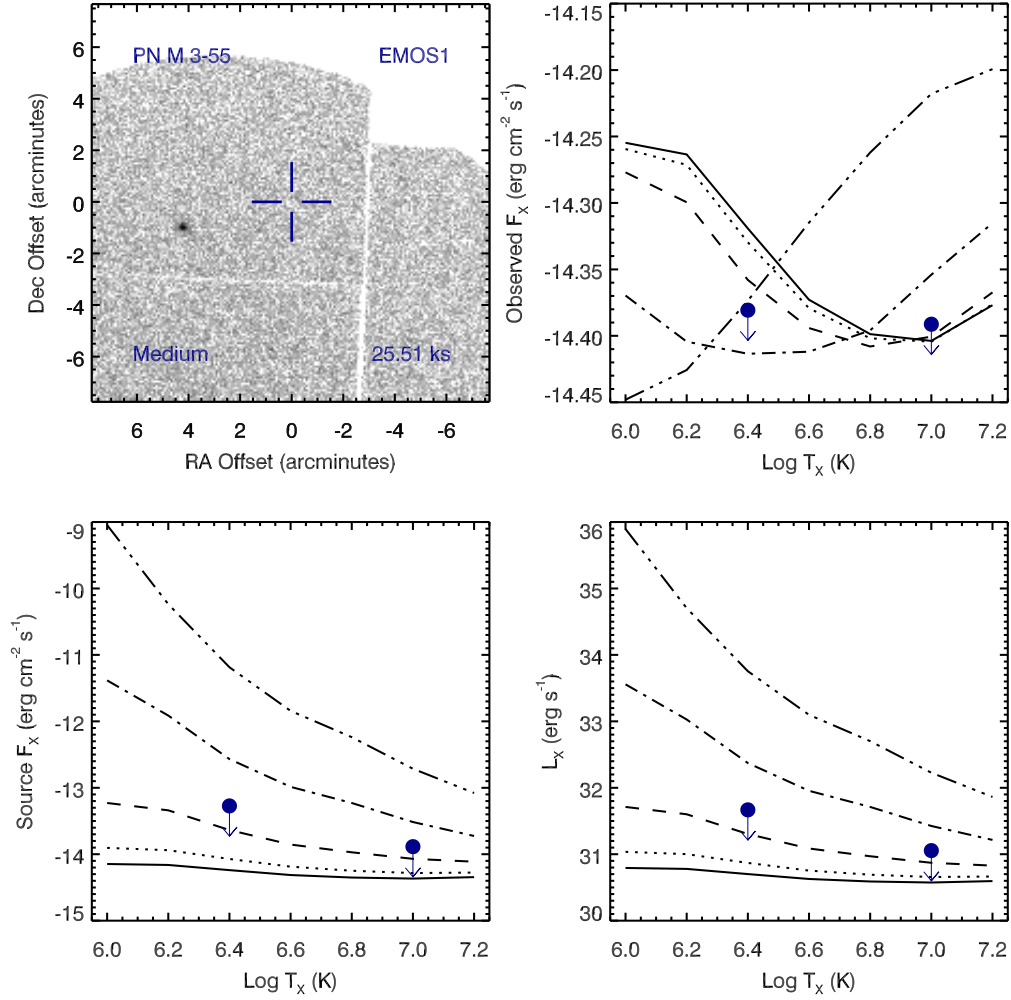 PN M 3-55
EMOS1
Medium
25.51 ks
6
4
2
0
-2
-4
-6
Dec Offset (arcminutes)
6 4 2 0 -2 -4 -6
RA Offset (arcminutes)
-14.15
-14.20
-14.25
-14.30
-14.35
-14.40
-14.45
Observed F_X (erg cm^-2 s^-1)
6.0 6.2 6.4 6.6 6.8 7.0 7.2
Log T_X (K)
-9
-10
-11
-12
-13
-14
-15
Source F_X (erg cm^-2 s^-1)
6.0 6.2 6.4 6.6 6.8 7.0 7.2
Log T_X (K)
36
35
34
33
32
31
30
L_X (erg s^-1)
6.0 6.2 6.4 6.6 6.8 7.0 7.2
Log T_X (K)